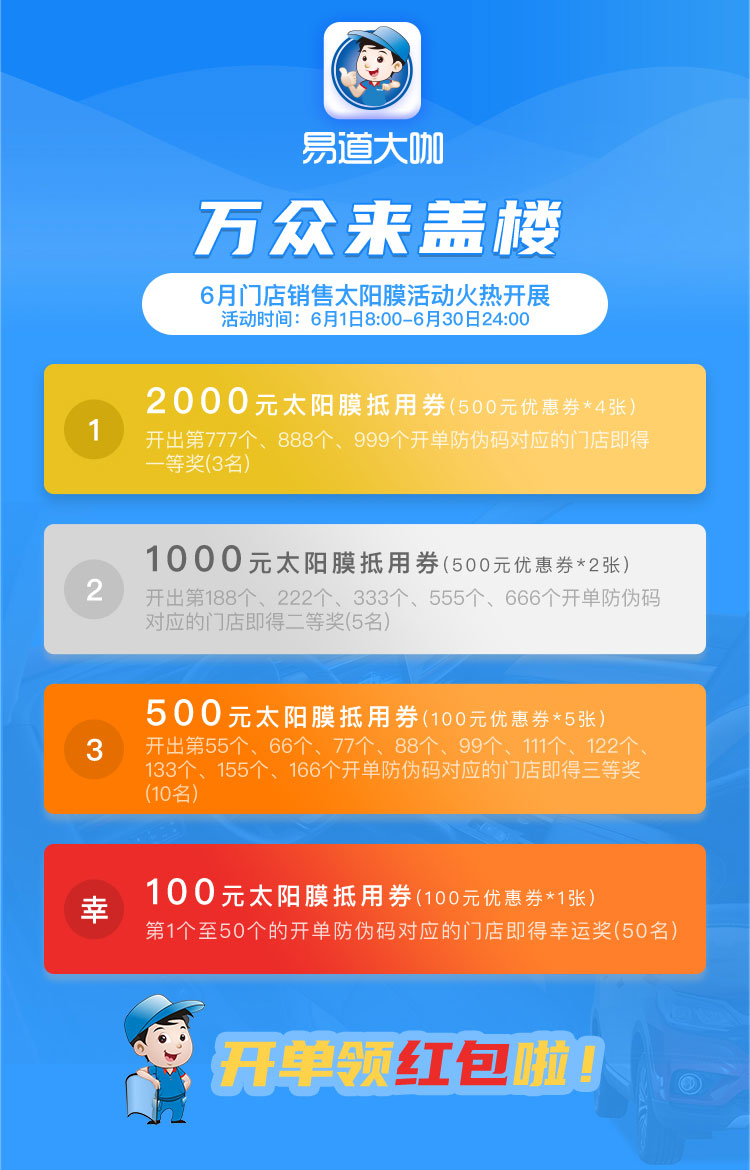 易道大咖
万众来盖楼
6月门店销售太阳膜活动火热开展
活动时间：6月1日8:00-6月30日24:00
1
2000元太阳膜抵用券(500元优惠券*4张)
开出第777个、888个、999个开单防伪码对应的门店即得
一等奖(3名)
2
1000元太阳膜抵用券(500元优惠券*2张)
开出第188个、222个、333个、555个、666个开单防伪码
对应的门店即得二等奖(5名)
3
500元太阳膜抵用券(100元优惠券*5张)
开出第55个、66个、77个、88个、99个、111个、122个、
133个、155个、166个开单防伪码对应的门店即得三等奖
(10名)
幸
100元太阳膜抵用券(100元优惠券*1张)
第1个至50个的开单防伪码对应的门店即得幸运奖(50名)
开单领红包啦！